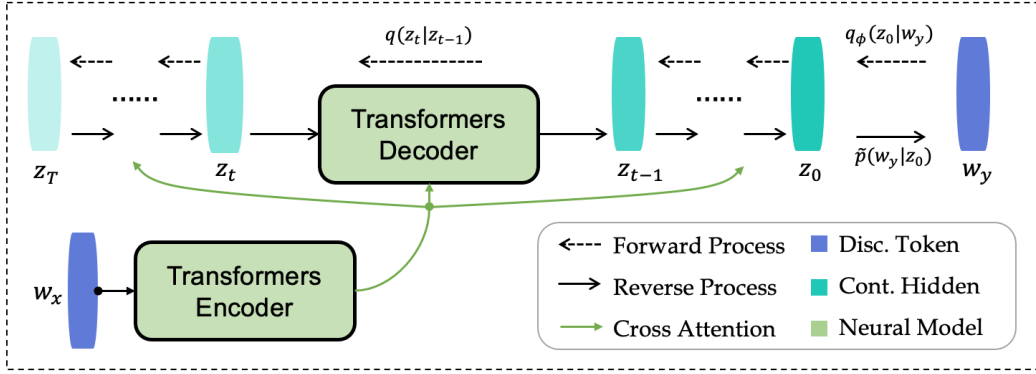 q(z_t|z_{t-1})
q_ϕ(z_0|w_y)
......
......
Transformers
Decoder
z_T
z_t
z_{t-1}
z_0
p̃(w_y|z_0)
w_y
w_x
Transformers
Encoder
Forward Process
Disc. Token
Reverse Process
Cont. Hidden
Cross Attention
Neural Model